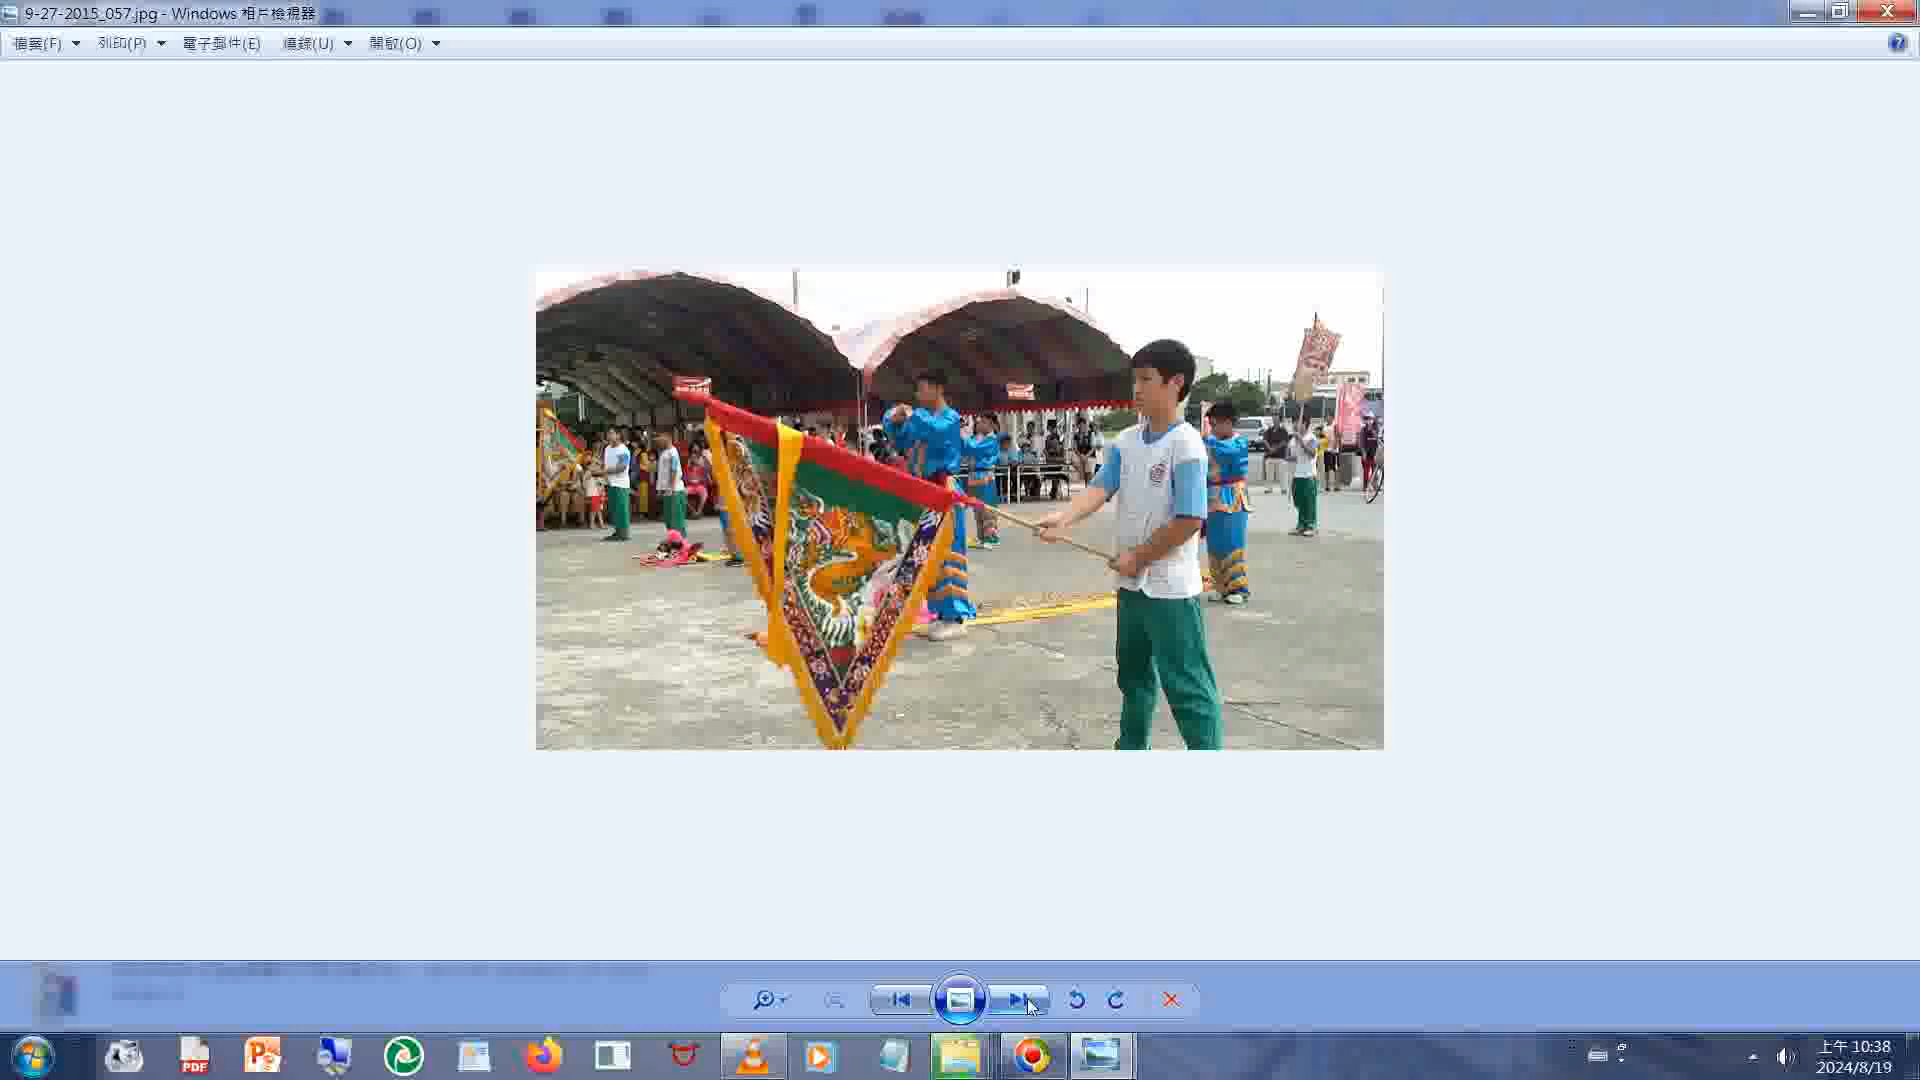 9-27-2015_057.jpg - Windows 相片檢視器
檔案(F) 列印(P) 電子郵件(E) 燒錄(U) 開啟(O)
PDF
上午 10:38
2024/8/19